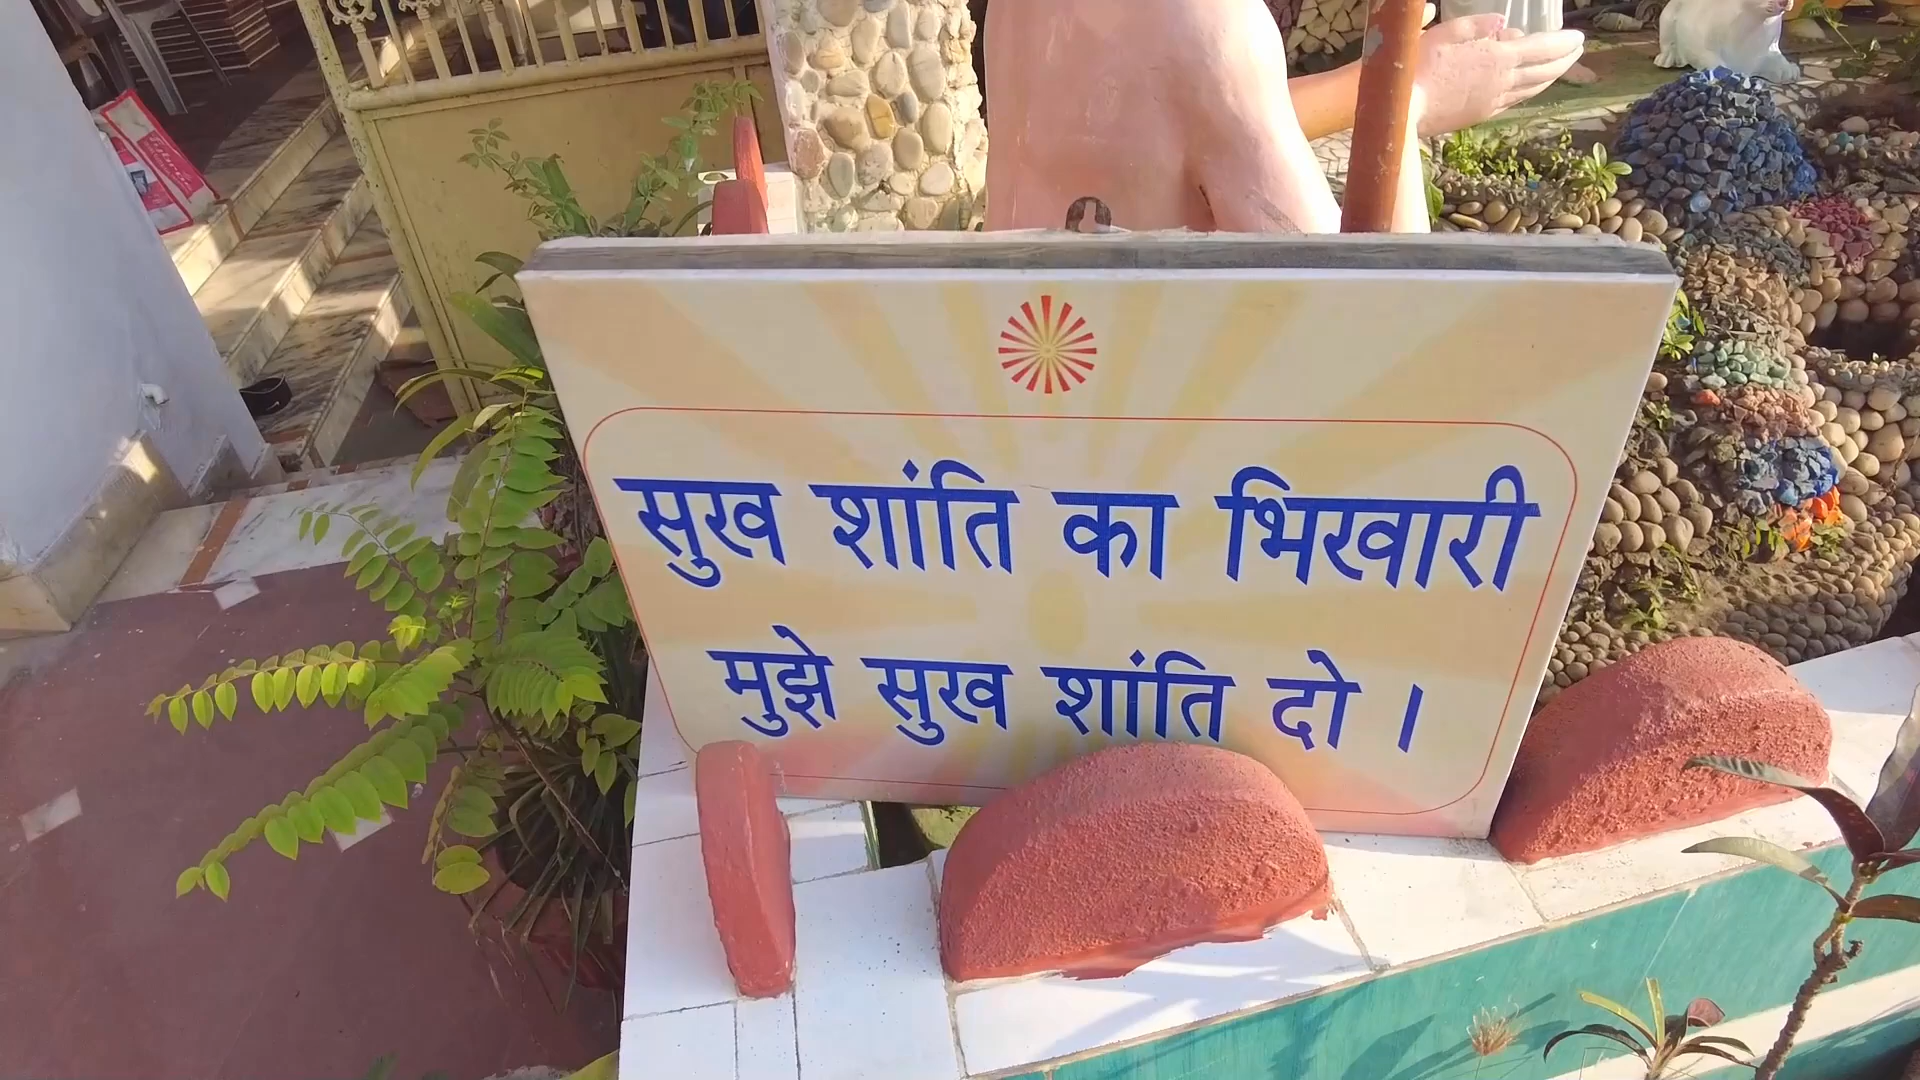 सुख शांति का भिखारी
मुझे सुख शांति दो ।